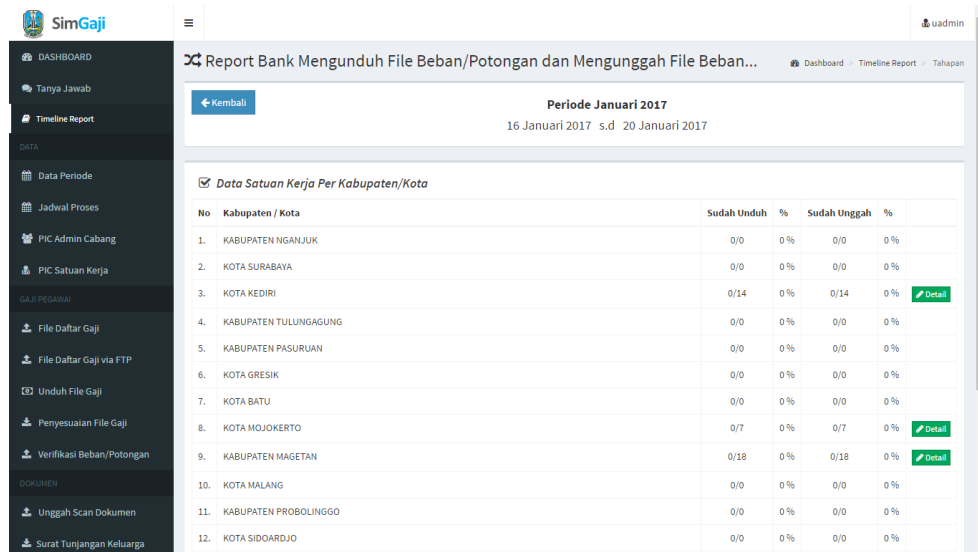 SimGaji
uadmin
DASHBOARD
Tanya Jawab
Timeline Report
DATA
Data Periode
Jadwal Proses
PIC Admin Cabang
PIC Satuan Kerja
GAJI PEGAWAI
File Daftar Gaji
File Daftar Gaji via FTP
Unduh File Gaji
Penyesuaian File Gaji
Verifikasi Beban/Potongan
DOKUMEN
Unggah Scan Dokumen
Surat Tunjangan Keluarga
Report Bank Mengunduh File Beban/Potongan dan Mengunggah File Beban...
Dashboard > Timeline Report > Tahapan
Kembali
Periode Januari 2017
16 Januari 2017 s.d 20 Januari 2017
Data Satuan Kerja Per Kabupaten/Kota
No Kabupaten / Kota Sudah Unduh % Sudah Unggah %
1. KABUPATEN NGANJUK 0/0 0 % 0/0 0 %
2. KOTA SURABAYA 0/0 0 % 0/0 0 %
3. KOTA KEDIRI 0/14 0 % 0/14 0 % Detail
4. KABUPATEN TULUNGAGUNG 0/0 0 % 0/0 0 %
5. KABUPATEN PASURUAN 0/0 0 % 0/0 0 %
6. KOTA GRESIK 0/0 0 % 0/0 0 %
7. KOTA BATU 0/0 0 % 0/0 0 %
8. KOTA MOJOKERTO 0/7 0 % 0/7 0 % Detail
9. KABUPATEN MAGETAN 0/18 0 % 0/18 0 % Detail
10. KOTA MALANG 0/0 0 % 0/0 0 %
11. KABUPATEN PROBOLINGGO 0/0 0 % 0/0 0 %
12. KOTA SIDOARDJO 0/0 0 % 0/0 0 %